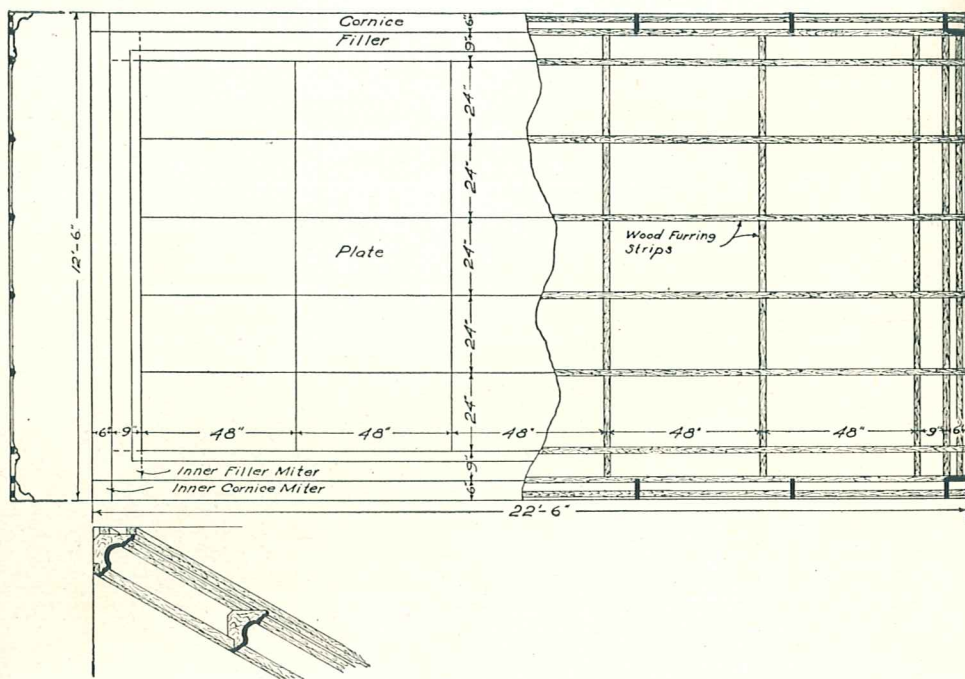 Cornice
Filler
6"
9"
24"
24"
12'-6"
24"
Plate
Wood Furring
Strips
24"
24"
6" 9" 48" 48" 48" 48" 48" 9" 6"
9"
Inner Filler Miter
Inner Cornice Miter
6"
22'-6"